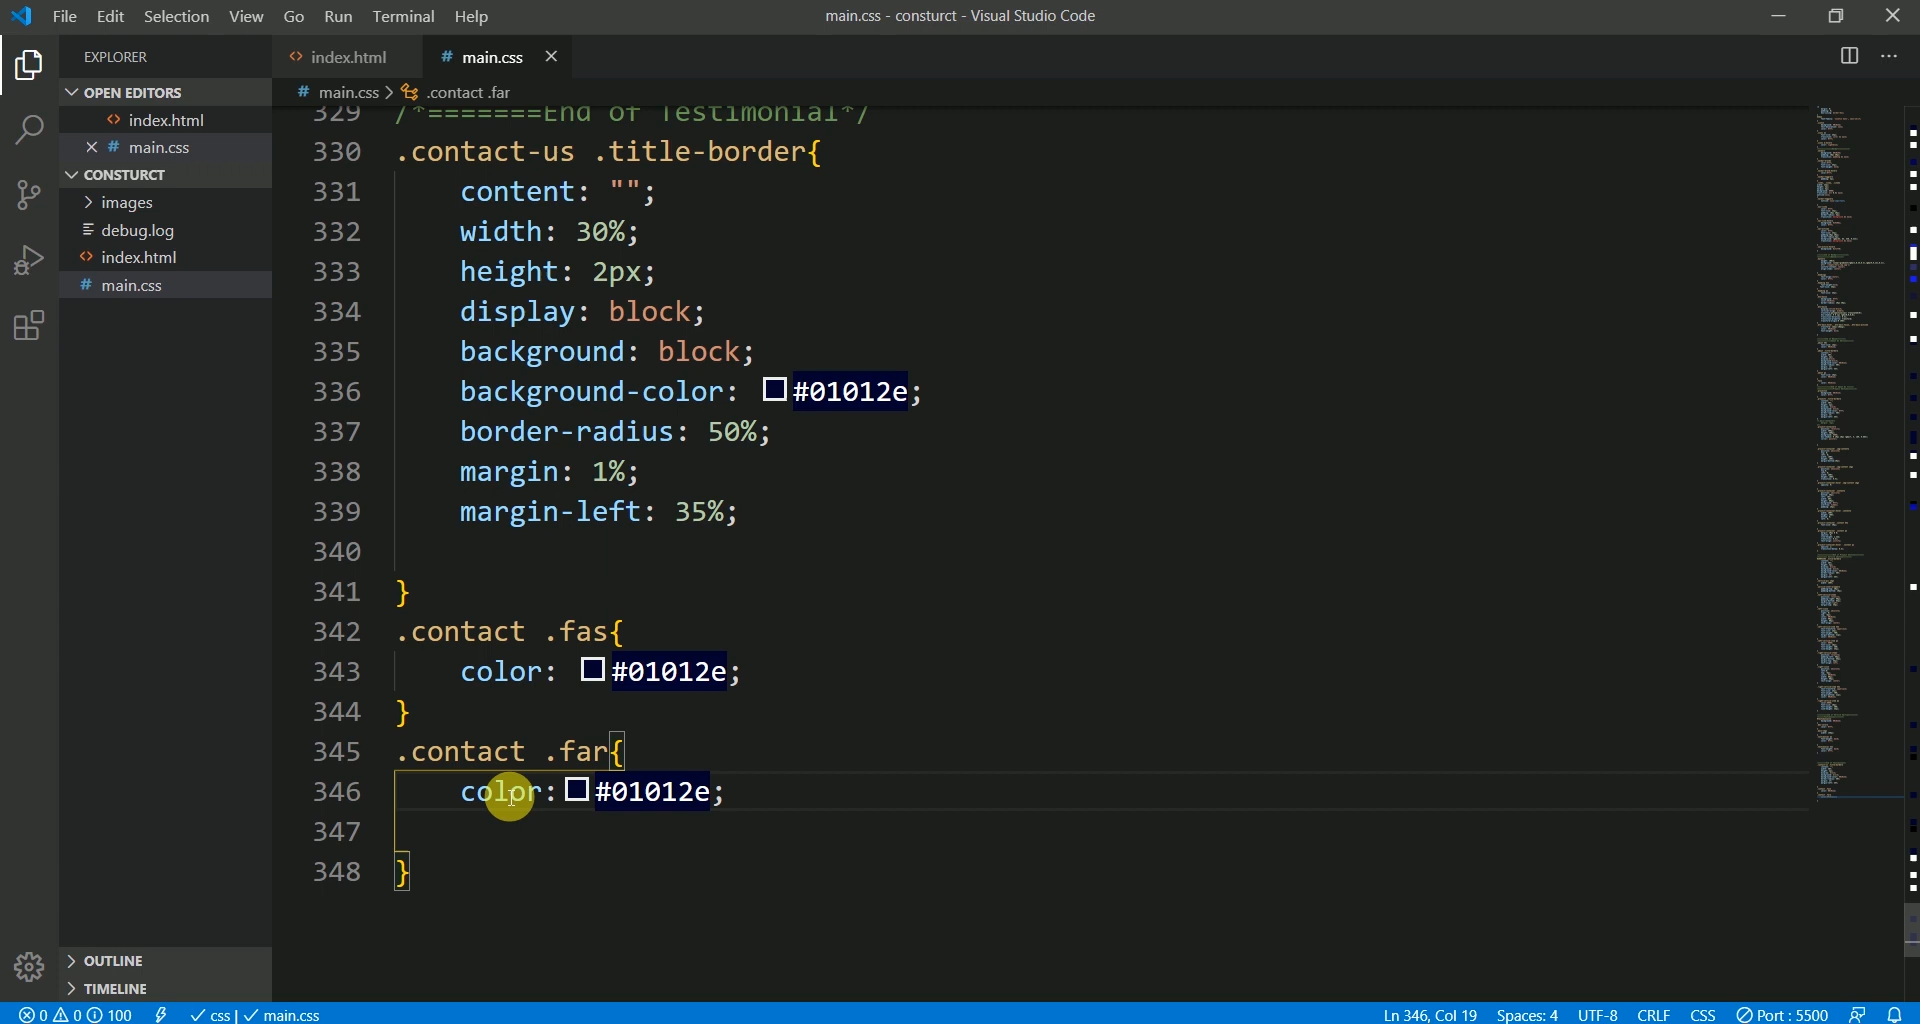 File Edit Selection View Go Run Terminal Help
main.css - consturct - Visual Studio Code
EXPLORER
index.html
# main.css
OPEN EDITORS
# main.css > .contact .far
index.html
# main.css
CONSTURCT
images
debug.log
index.html
# main.css
329 /*=======End of Testimonial*/
330 .contact-us .title-border{
331 content: "";
332 width: 30%;
333 height: 2px;
334 display: block;
335 background: block;
336 background-color: #01012e;
337 border-radius: 50%;
338 margin: 1%;
339 margin-left: 35%;
340
341 }
342 .contact .fas{
343 color: #01012e;
344 }
345 .contact .far{
346 color: #01012e;
347
348 }
OUTLINE
TIMELINE
0 0 100 css | main.css
Ln 346, Col 19 Spaces: 4 UTF-8 CRLF CSS Port : 5500